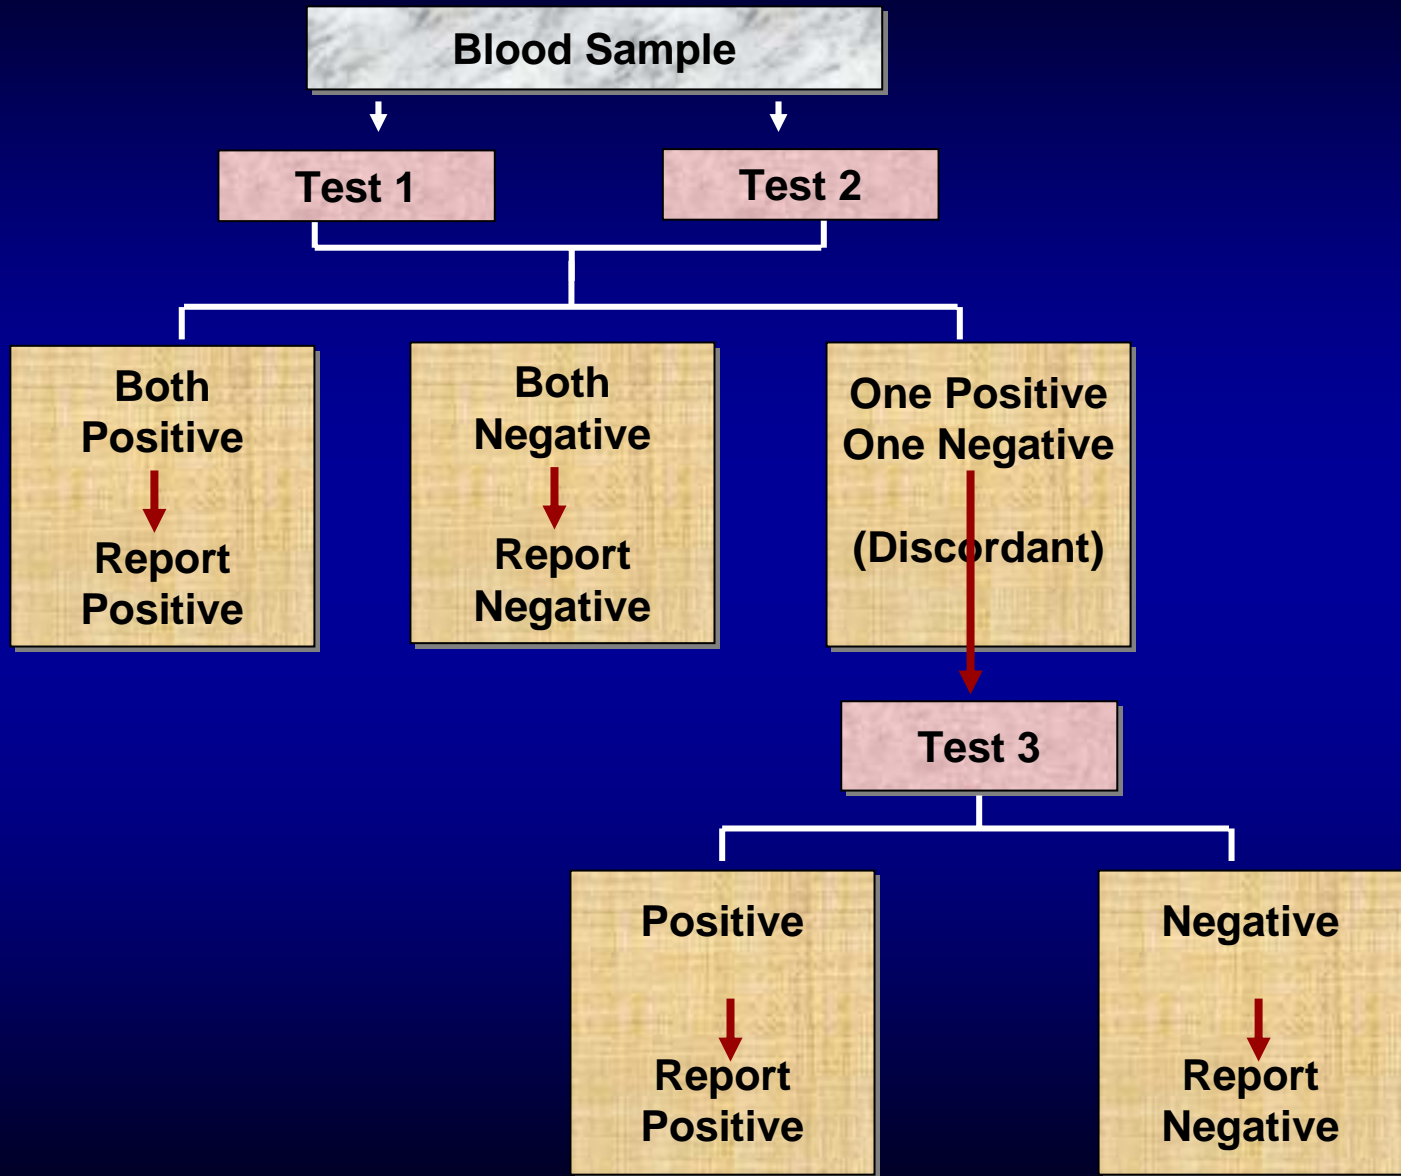 Blood Sample
Test 1
Test 2
Both
Positive
Report
Positive
Both
Negative
Report
Negative
One Positive
One Negative
(Discordant)
Test 3
Positive
Report
Positive
Negative
Report
Negative